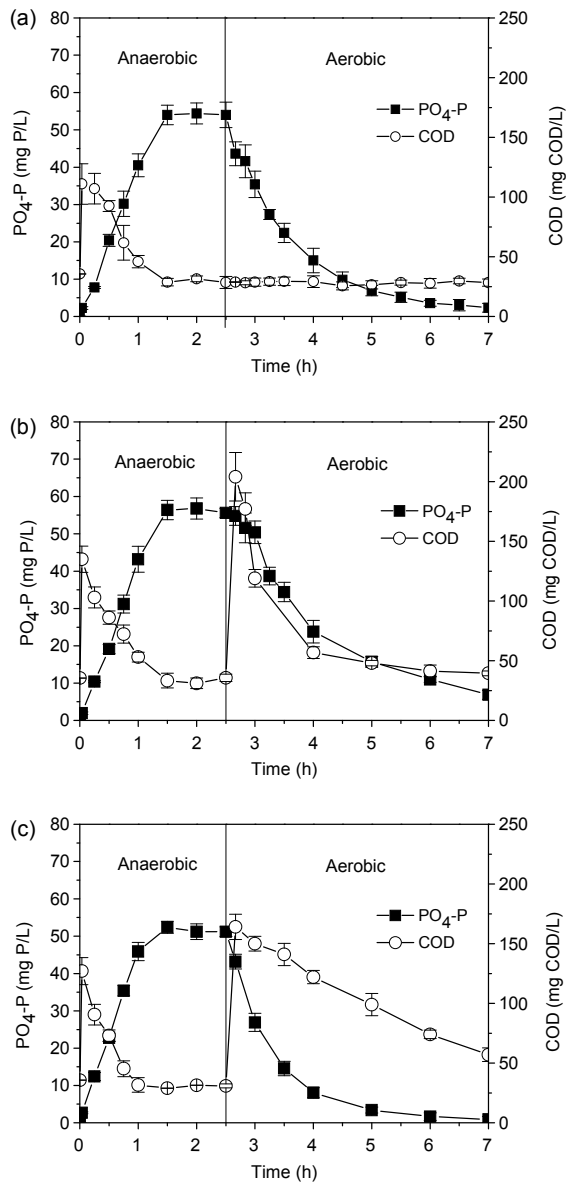 (a)
80
70
60
50
40
30
20
10
0
PO4-P (mg P/L)
Anaerobic
Aerobic
PO4-P
COD
250
200
150
100
50
0
COD (mg COD/L)
0 1 2 3 4 5 6 7
Time (h)
(b)
80
70
60
50
40
30
20
10
0
PO4-P (mg P/L)
Anaerobic
Aerobic
PO4-P
COD
250
200
150
100
50
0
COD (mg COD/L)
0 1 2 3 4 5 6 7
Time (h)
(c)
80
70
60
50
40
30
20
10
0
PO4-P (mg P/L)
Anaerobic
Aerobic
PO4-P
COD
250
200
150
100
50
0
COD (mg COD/L)
0 1 2 3 4 5 6 7
Time (h)